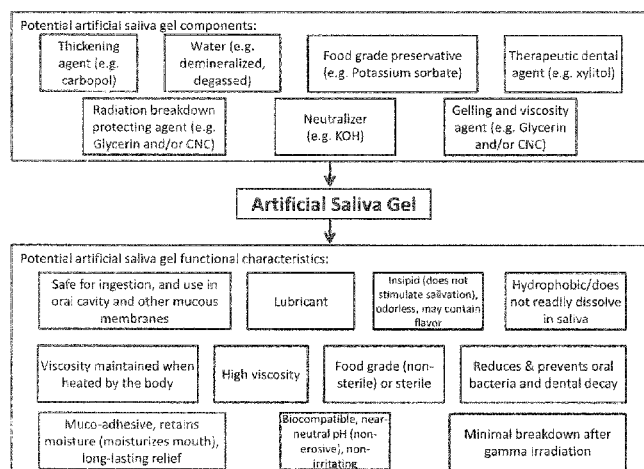 Potential artificial saliva gel components:
Thickening
agent (e.g.
carbopol)
Water (e.g.
demineralized,
degassed)
Food grade preservative
(e.g. Potassium sorbate)
Therapeutic dental
agent (e.g. xylitol)
Radiation breakdown
protecting agent (e.g.
Glycerin and/or CNC)
Neutralizer
(e.g. KOH)
Gelling and viscosity
agent (e.g. Glycerin
and/or CNC)
Artificial Saliva Gel
Potential artificial saliva gel functional characteristics:
Safe for ingestion, and use in
oral cavity and other mucous
membranes
Lubricant
Insipid (does not
stimulate salivation),
odorless, may contain
flavor
Hydrophobic/does
not readily dissolve
in saliva
Viscosity maintained when
heated by the body
High viscosity
Food grade (non-
sterile) or sterile
Reduces & prevents oral
bacteria and dental decay
Muco-adhesive, retains
moisture (moisturizes mouth),
long-lasting relief
Biocompatible, near-
neutral pH (non-
erosive), non-
irritating
Minimal breakdown after
gamma irradiation